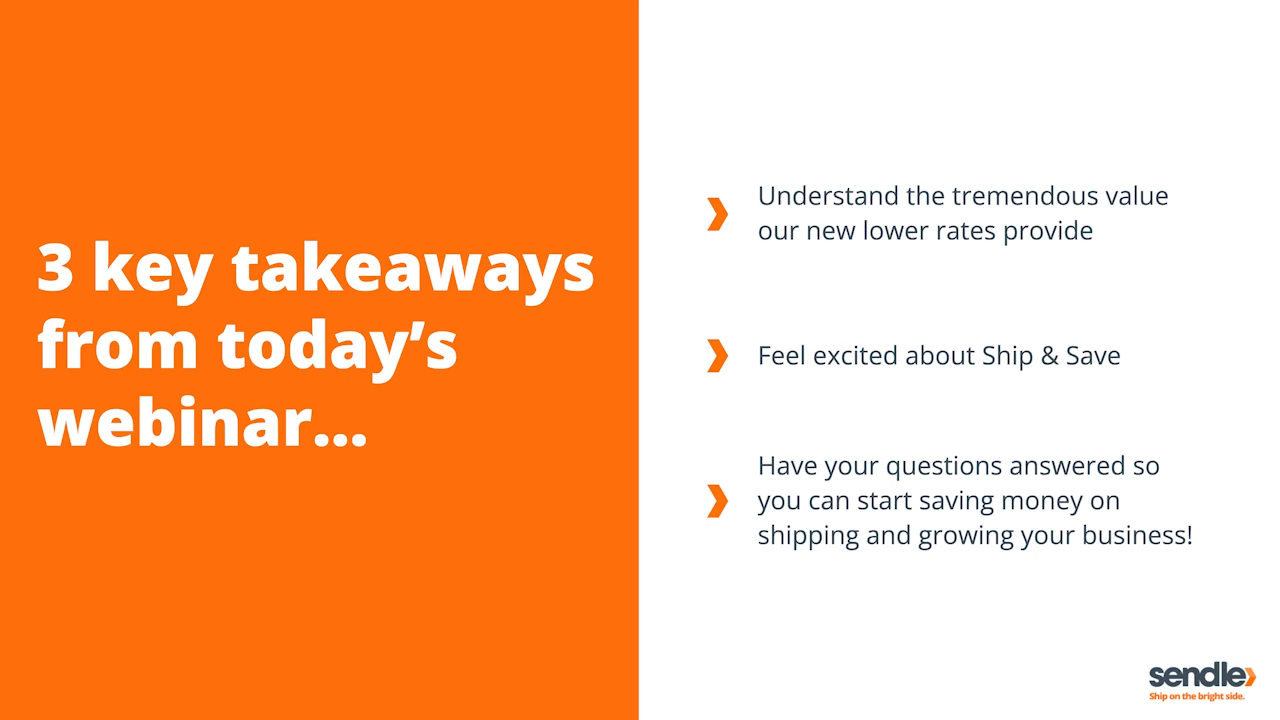 3 key takeaways
from today’s
webinar...
Understand the tremendous value
our new lower rates provide
Feel excited about Ship & Save
Have your questions answered so
you can start saving money on
shipping and growing your business!
sendle
Ship on the bright side.